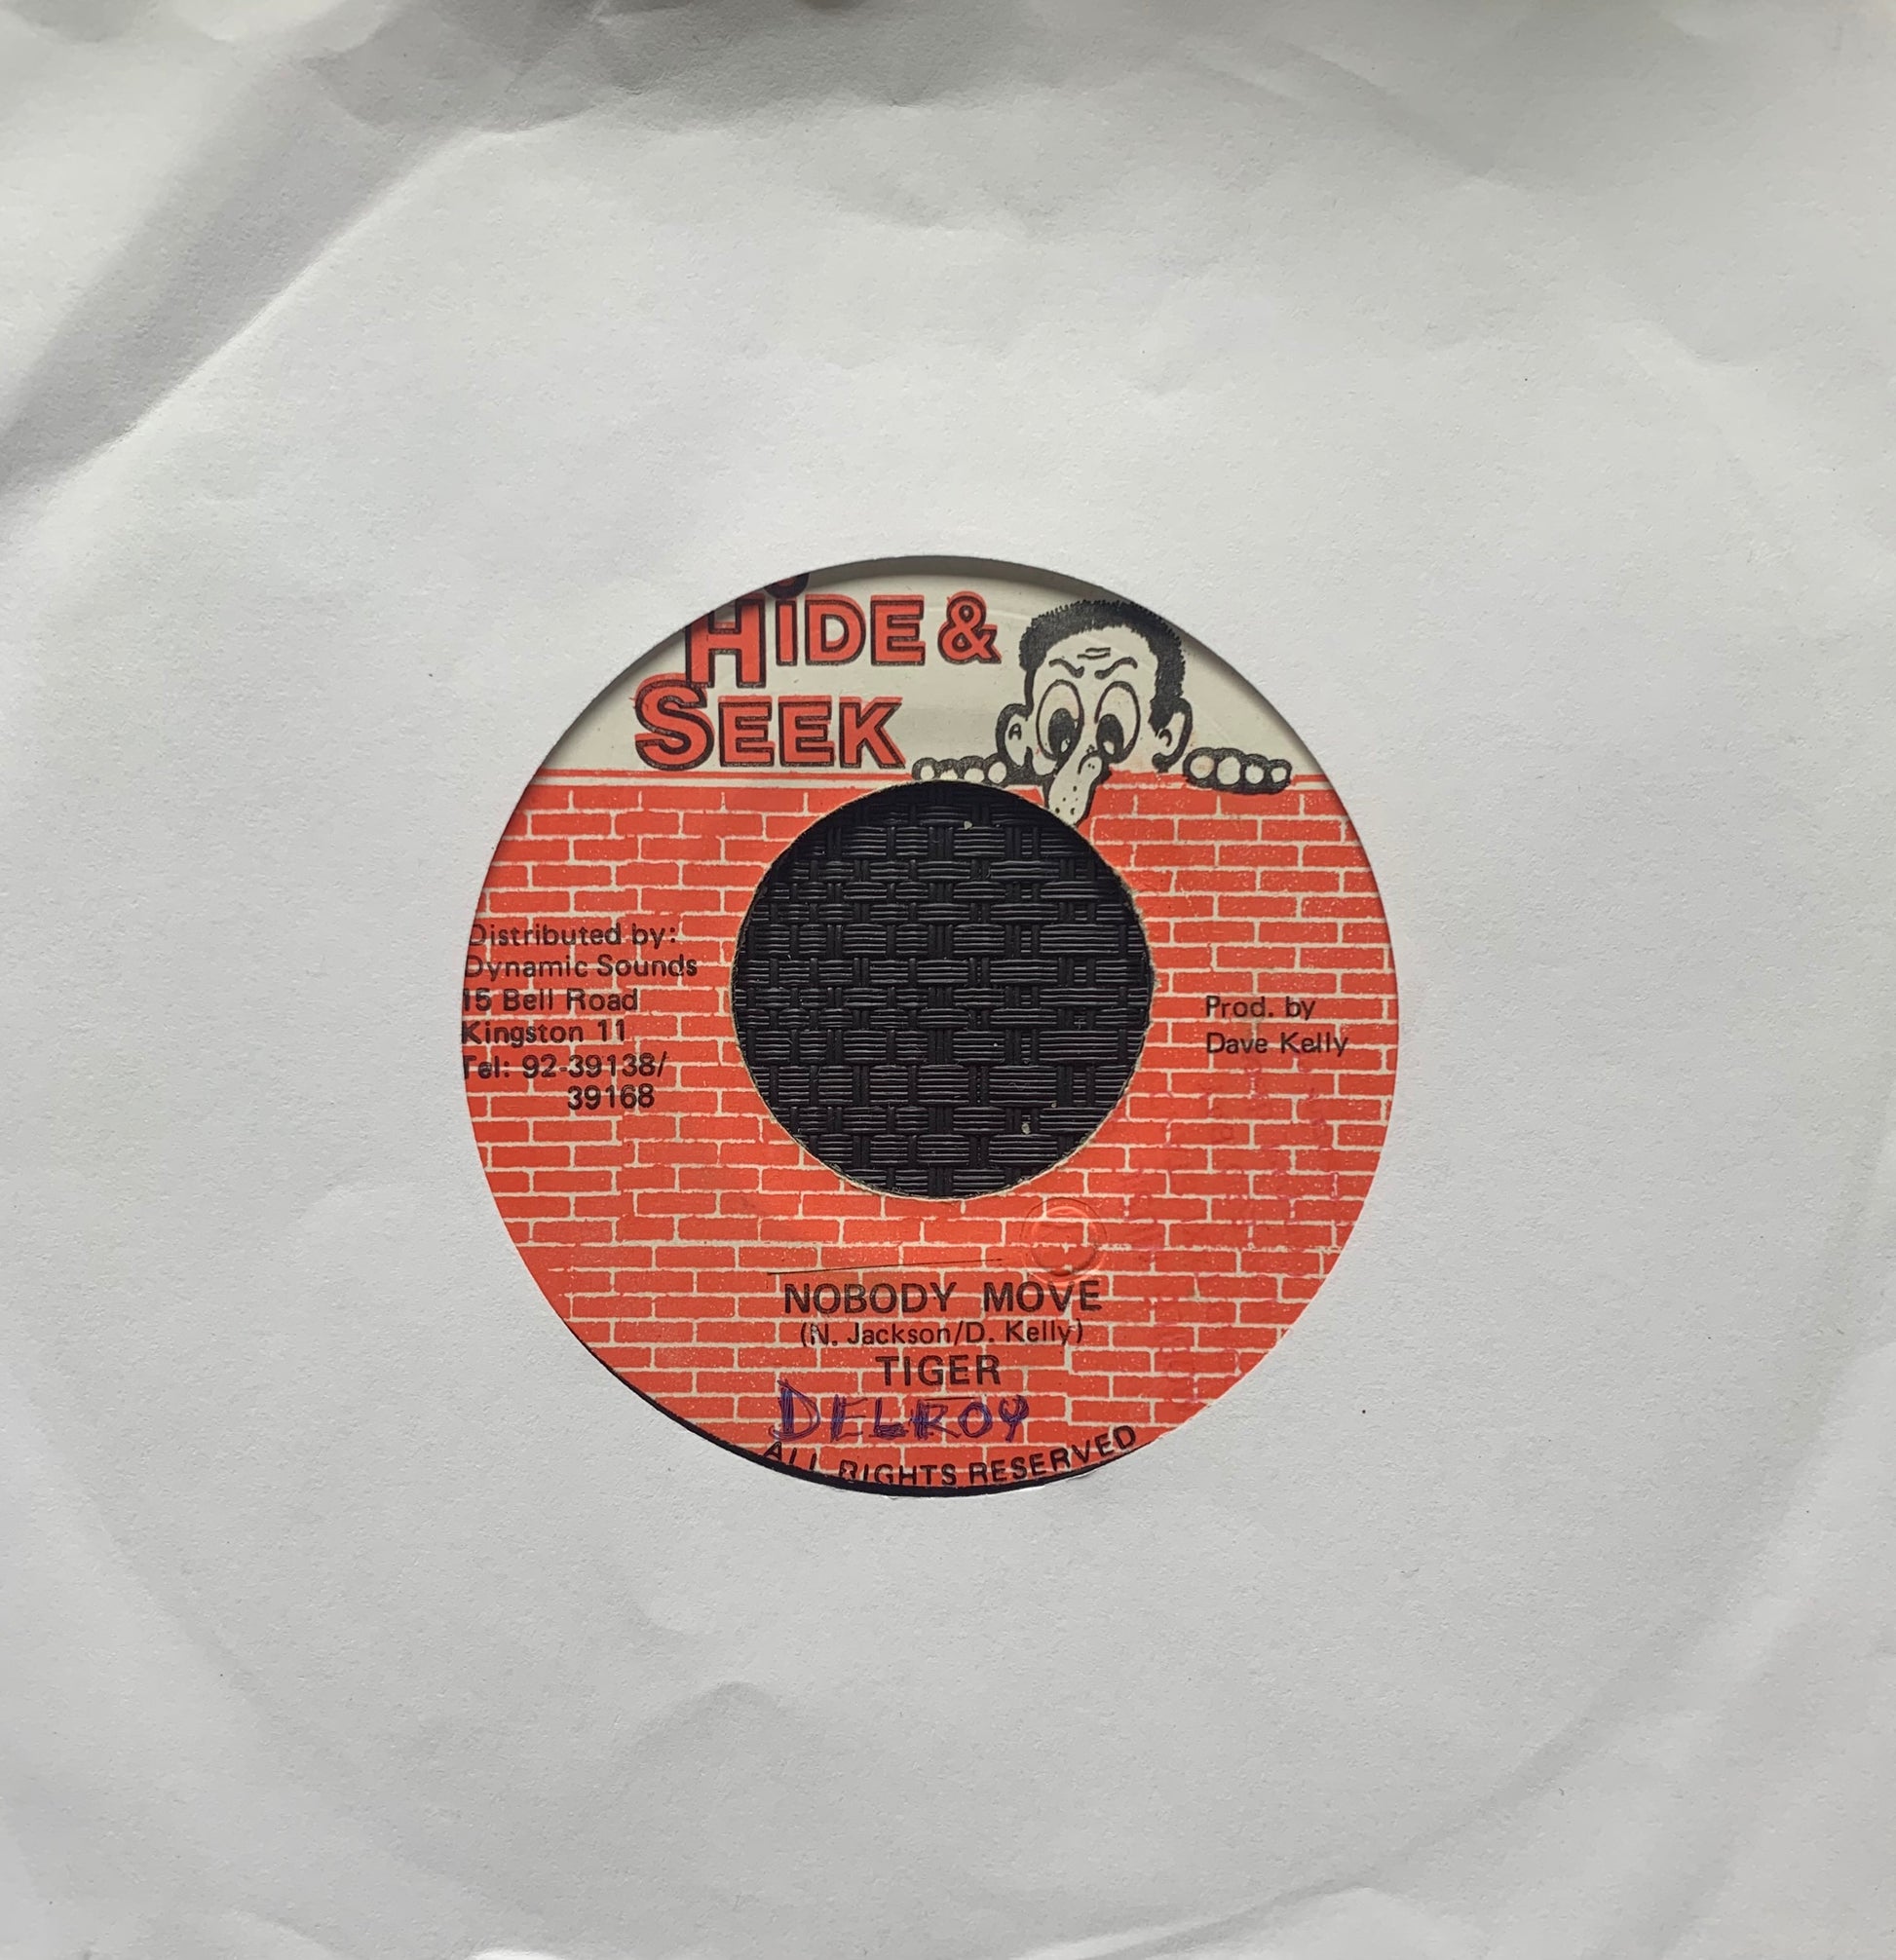 HIDE &
SEEK
Distributed by:
Dynamic Sounds
15 Bell Road
Kingston 11
Tel: 92-39138/
39168
Prod. by
Dave Kelly
NOBODY MOVE
(N. Jackson/D. Kelly)
TIGER
DELROY
ALL RIGHTS RESERVED